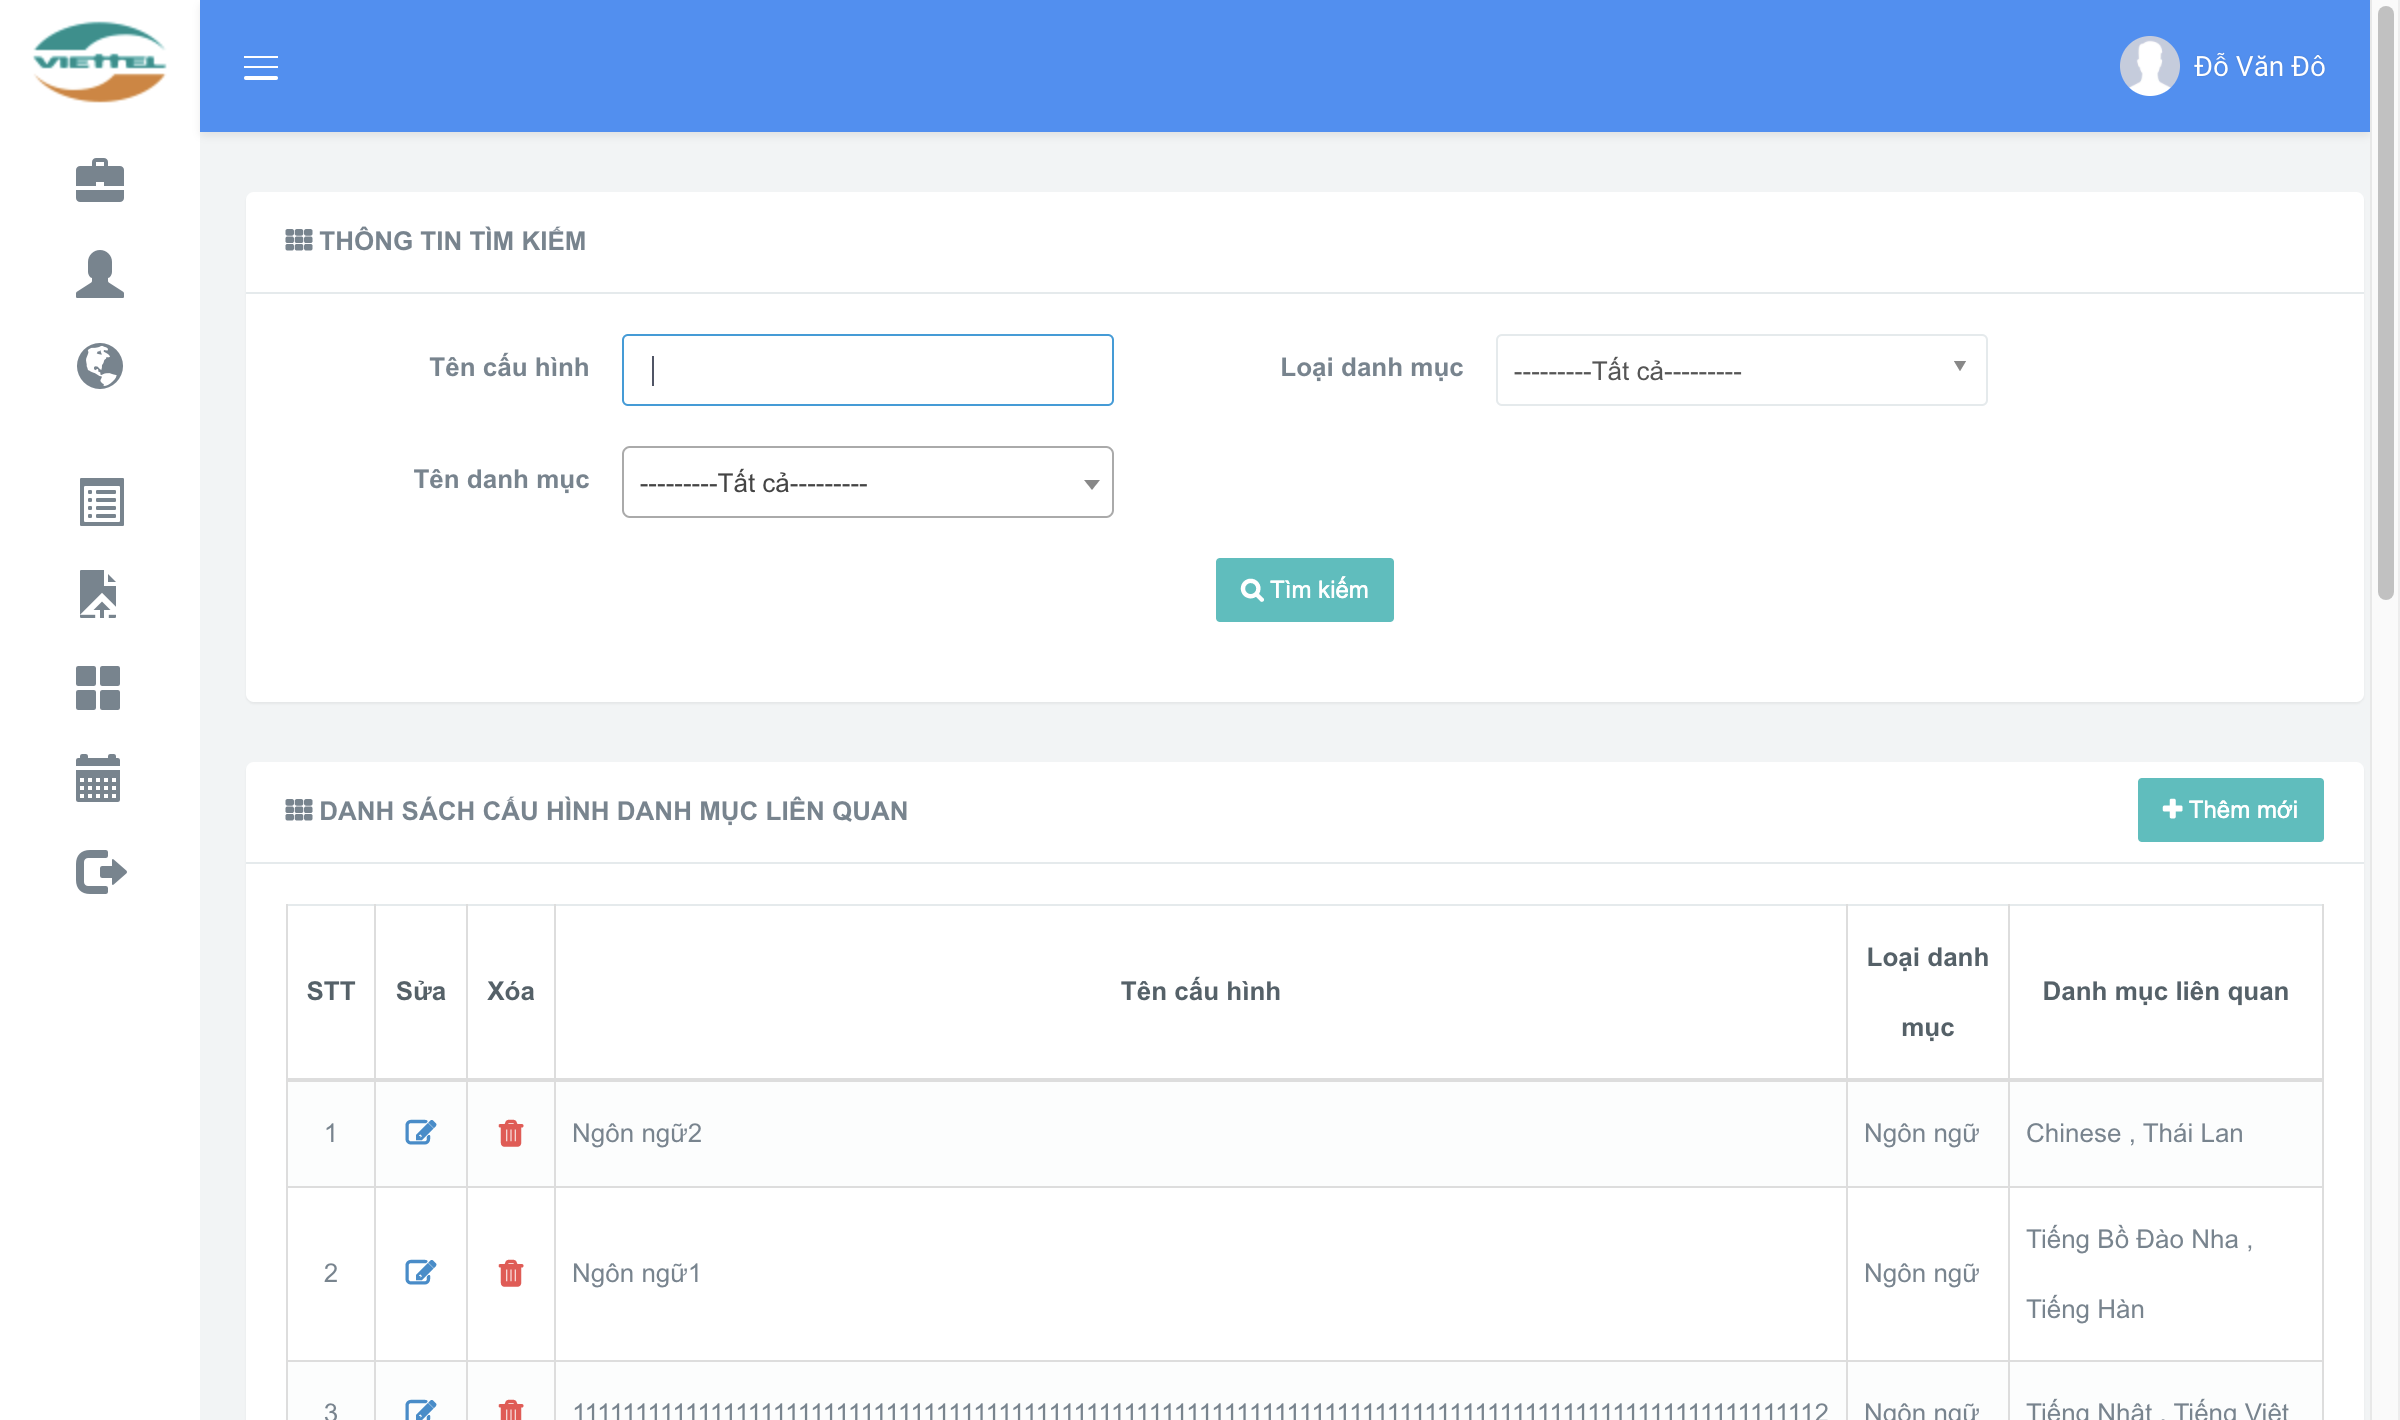 VIETTEL
Đỗ Văn Đô
THÔNG TIN TÌM KIẾM
Tên cấu hình
Loại danh mục
---------Tất cả---------
Tên danh mục
---------Tất cả---------
Tìm kiếm
DANH SÁCH CẤU HÌNH DANH MỤC LIÊN QUAN
Thêm mới
STT
Sửa
Xóa
Tên cấu hình
Loại danh
mục
Danh mục liên quan
1
Ngôn ngữ2
Ngôn ngữ
Chinese , Thái Lan
2
Ngôn ngữ1
Ngôn ngữ
Tiếng Bồ Đào Nha ,
Tiếng Hàn
3
Ngôn ngữ
Tiếng Nhật , Tiếng Việt